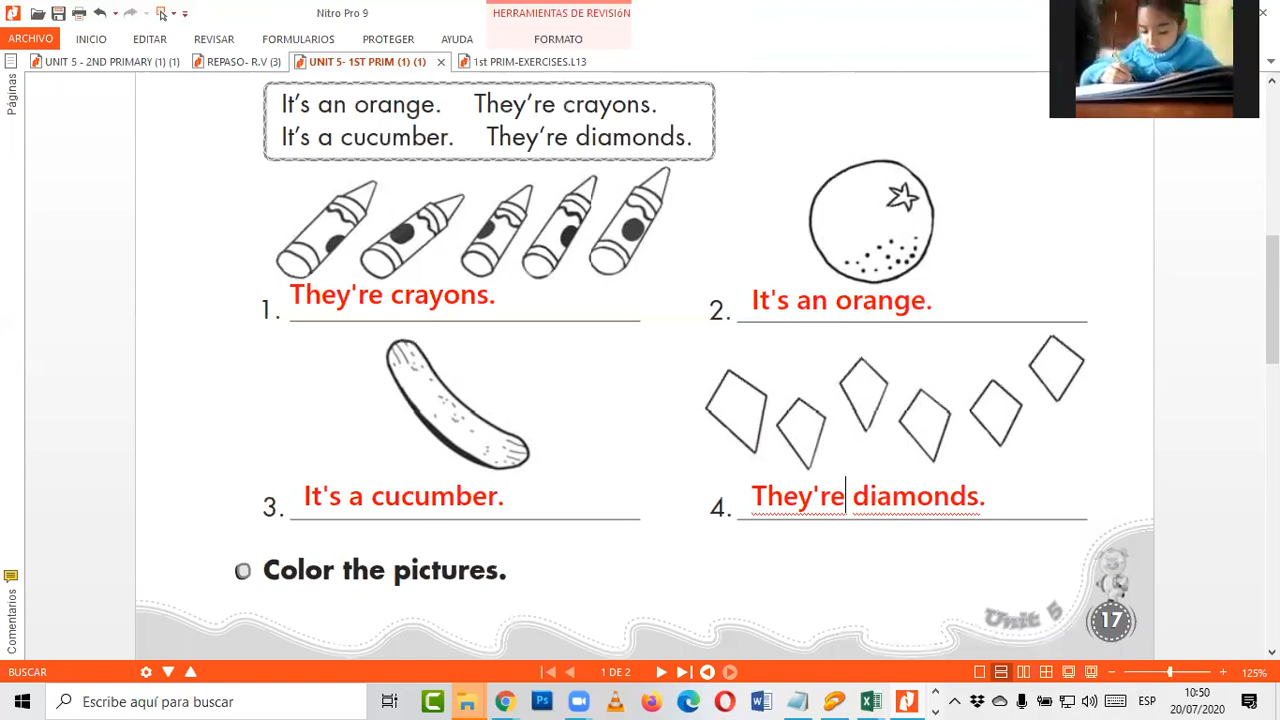 Nitro Pro 9
HERRAMIENTAS DE REVISIóN
ARCHIVO INICIO EDITAR REVISAR FORMULARIOS PROTEGER AYUDA FORMATO
UNIT 5 - 2ND PRIMARY (1) (1) REPASO- R.V (3) UNIT 5- 1ST PRIM (1) (1) 1st PRIM-EXERCISES.L13
Páginas
It's an orange. They're crayons.
It's a cucumber. They're diamonds.
1. They're crayons.
2. It's an orange.
3. It's a cucumber.
4. They're diamonds.
Color the pictures.
Unit 5
17
Comentarios
BUSCAR 1 DE 2 125%
Escribe aquí para buscar
ESP
10:50
20/07/2020